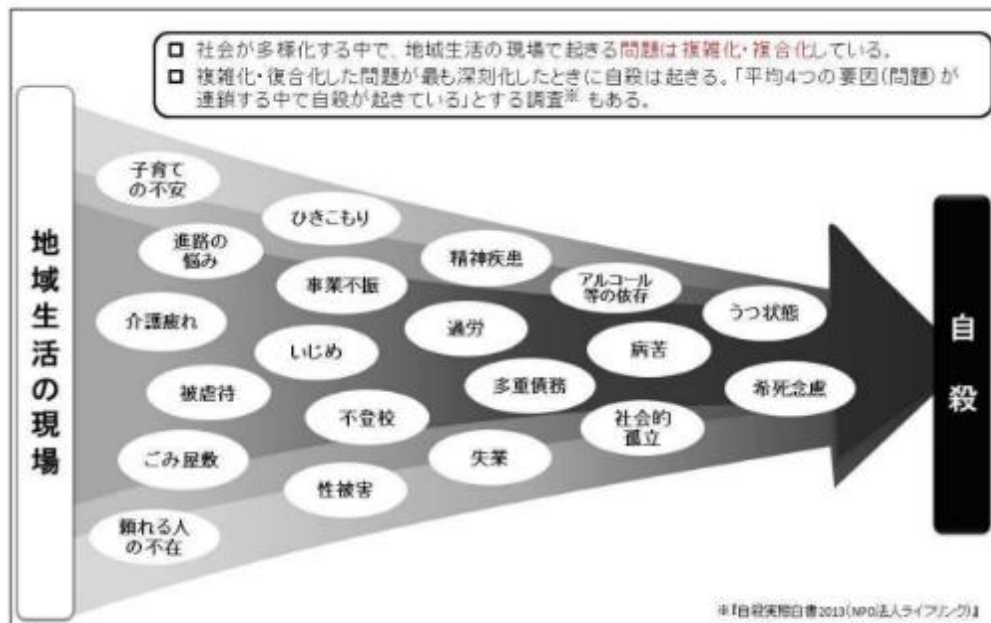 □ 社会が多様化する中で、地域生活の現場で起きる問題は複雑化・複合化している。
□ 複雑化・復合化した問題が最も深刻化したときに自殺は起きる。「平均4つの要因(問題)が
連鎖する中で自殺が起きている」とする調査※ もある。
地域生活の現場
子育て
の不安
進路の
悩み
介護疲れ
被虐待
ごみ屋敷
頼れる人
の不在
ひきこもり
事業不振
いじめ
不登校
性被害
精神疾患
過労
多重債務
失業
アルコール
等の依存
病苦
社会的
孤立
うつ状態
希死念慮
自殺
※『自殺実態白書2013(NPO法人ライフリンク)』